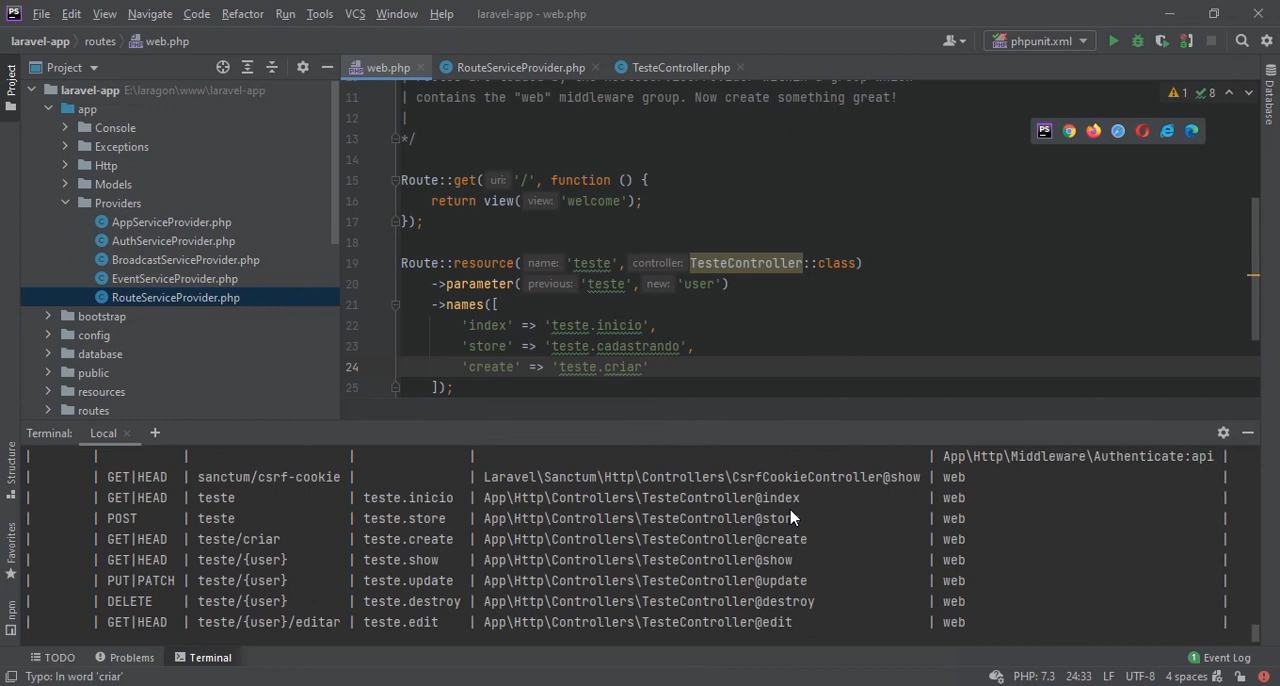 File Edit View Navigate Code Refactor Run Tools VCS Window Help laravel-app - web.php
laravel-app routes web.php phpunit.xml
Project
Project
web.php RouteServiceProvider.php TesteController.php
Database
laravel-app E:\laragon\www\laravel-app
app
Console
Exceptions
Http
Models
Providers
AppServiceProvider.php
AuthServiceProvider.php
BroadcastServiceProvider.php
EventServiceProvider.php
RouteServiceProvider.php
bootstrap
config
database
public
resources
routes
1 8
11 | contains the "web" middleware group. Now create something great!
12 |
13 */
14
15 Route::get( uri: '/', function () {
16 return view( view: 'welcome');
17 });
18
19 Route::resource( name: 'teste', controller: TesteController::class)
20 ->parameter( previous: 'teste', new: 'user')
21 ->names([
22 'index' => 'teste.inicio',
23 'store' => 'teste.cadastrando',
24 'create' => 'teste.criar'
25 ]);
Structure
Favorites
npm
Terminal: Local
| | | | | | App\Http\Middleware\Authenticate:api |
| | GET|HEAD | sanctum/csrf-cookie | | Laravel\Sanctum\Http\Controllers\CsrfCookieController@show | web |
| | GET|HEAD | teste | teste.inicio | App\Http\Controllers\TesteController@index | web |
| | POST | teste | teste.store | App\Http\Controllers\TesteController@store | web |
| | GET|HEAD | teste/criar | teste.create | App\Http\Controllers\TesteController@create | web |
| | GET|HEAD | teste/{user} | teste.show | App\Http\Controllers\TesteController@show | web |
| | PUT|PATCH | teste/{user} | teste.update | App\Http\Controllers\TesteController@update | web |
| | DELETE | teste/{user} | teste.destroy | App\Http\Controllers\TesteController@destroy | web |
| | GET|HEAD | teste/{user}/editar | teste.edit | App\Http\Controllers\TesteController@edit | web |
TODO Problems Terminal 1 Event Log
Typo: In word 'criar' PHP: 7.3 24:33 LF UTF-8 4 spaces